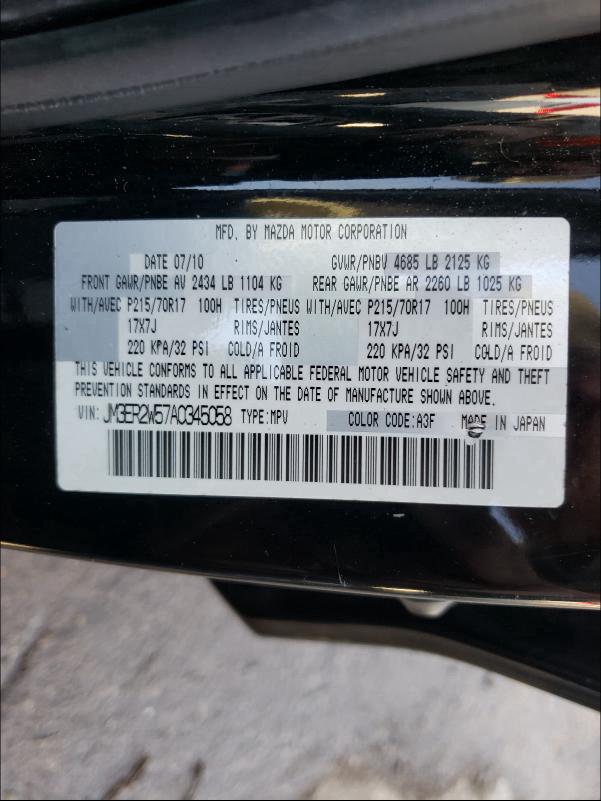 MFD. BY MAZDA MOTOR CORPORATION
DATE 07/10 GVWR/PNBV 4685 LB 2125 KG
FRONT GAWR/PNBE AV 2434 LB 1104 KG REAR GAWR/PNBE AR 2260 LB 1025 KG
WITH/AVEC P215/70R17 100H TIRES/PNEUS WITH/AVEC P215/70R17 100H TIRES/PNEUS
17X7J RIMS/JANTES 17X7J RIMS/JANTES
220 KPA/32 PSI COLD/A FROID 220 KPA/32 PSI COLD/A FROID
THIS VEHICLE CONFORMS TO ALL APPLICABLE FEDERAL MOTOR VEHICLE SAFETY AND THEFT
PREVENTION STANDARDS IN EFFECT ON THE DATE OF MANUFACTURE SHOWN ABOVE.
VIN: JM3ER2W57A0345058 TYPE:MPV COLOR CODE:A3F MADE IN JAPAN